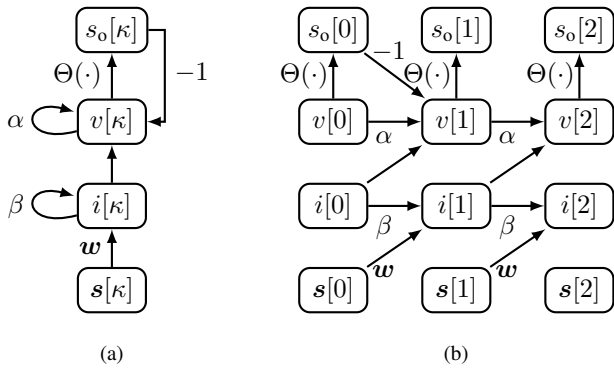 s_o[κ] s_o[0] s_o[1] s_o[2]
Θ(·) −1 Θ(·) −1 Θ(·) Θ(·)
α v[κ] v[0] α v[1] α v[2]
β i[κ] i[0] β i[1] β i[2]
w w w
s[κ] s[0] s[1] s[2]
(a) (b)